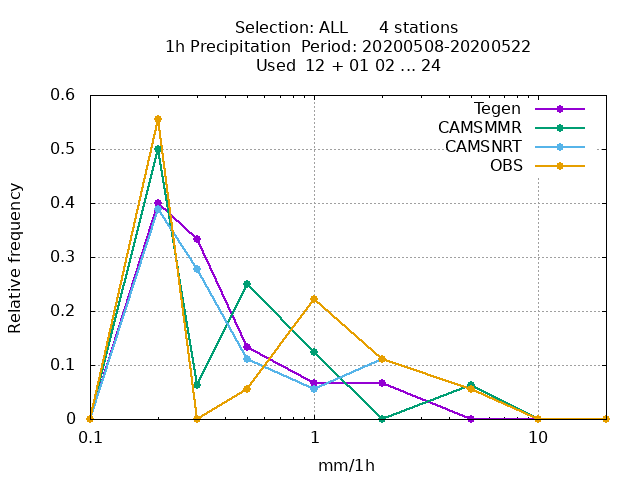 Selection: ALL      4 stations
1h Precipitation  Period: 20200508-20200522
Used  12 + 01 02 ... 24
0.6
0.5
0.4
0.3
0.2
0.1
0
Relative frequency
Tegen
CAMSMMR
CAMSNRT
OBS
0.1
1
10
mm/1h